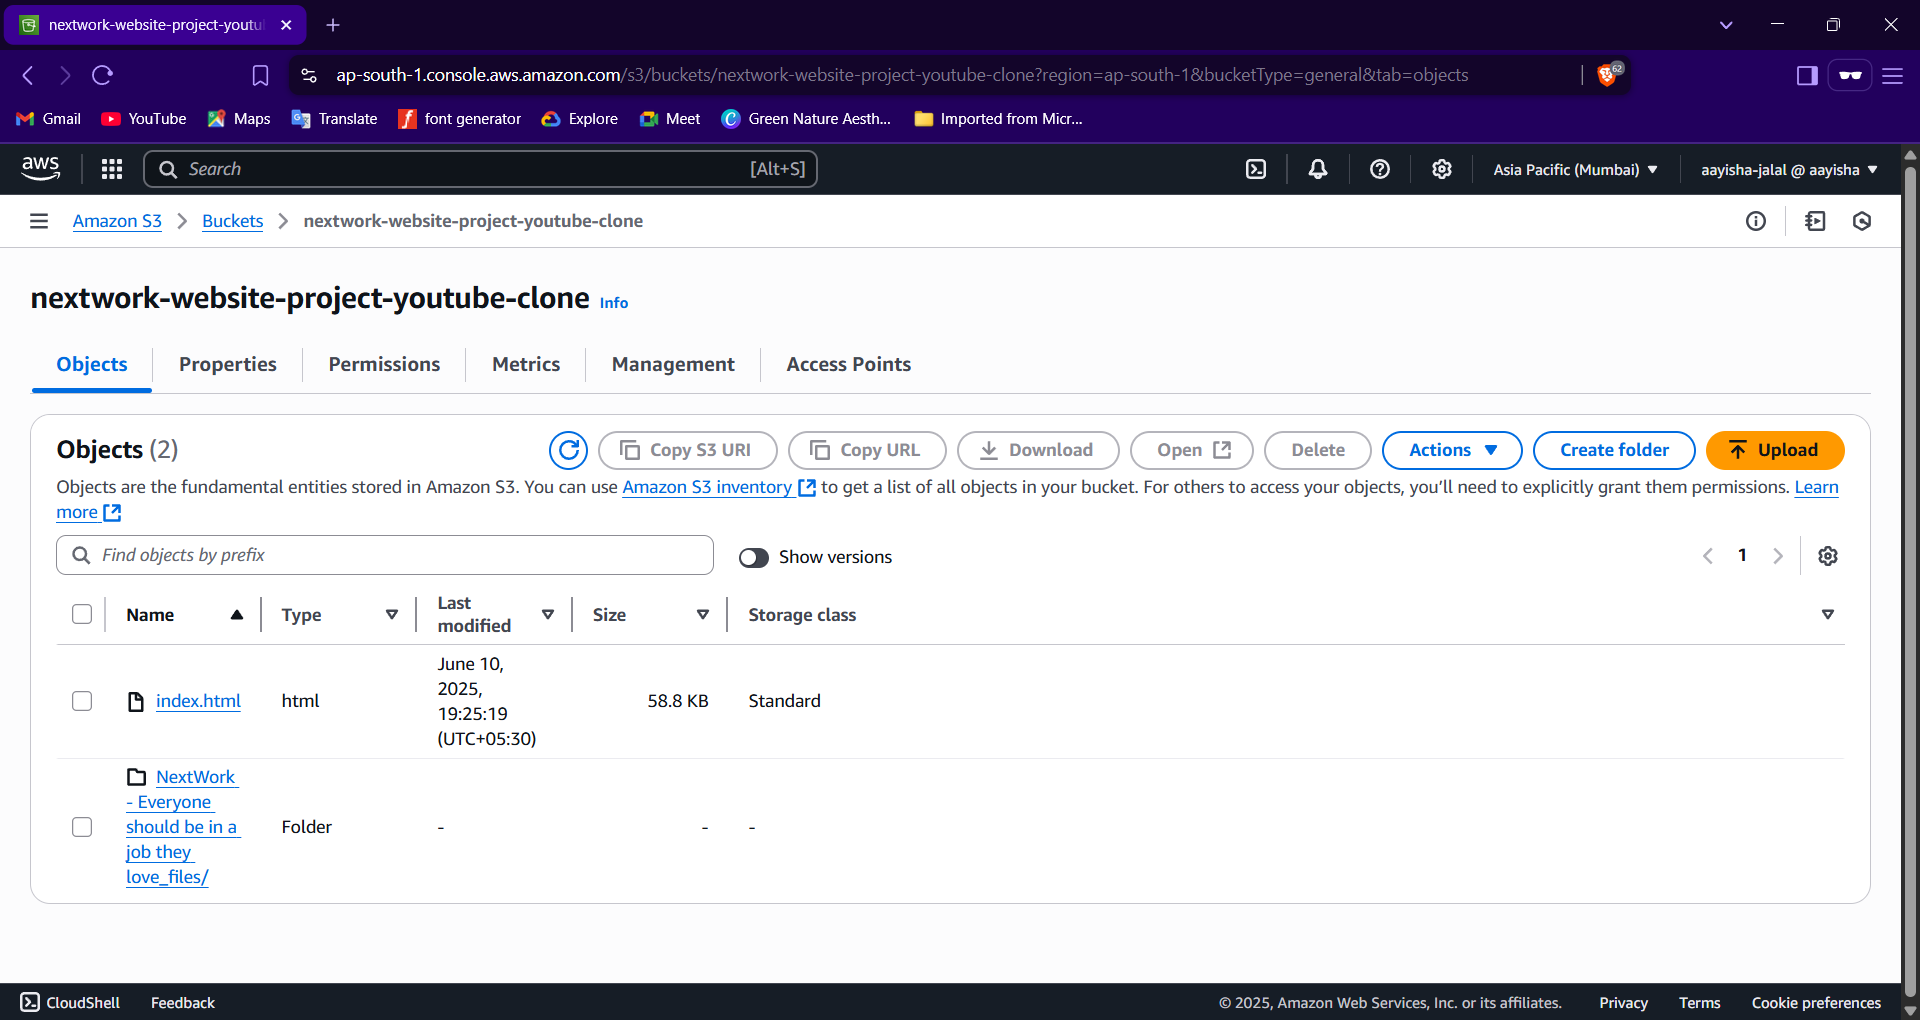 nextwork-website-project-youtu
ap-south-1.console.aws.amazon.com/s3/buckets/nextwork-website-project-youtube-clone?region=ap-south-1&bucketType=general&tab=objects
62
Gmail YouTube Maps Translate font generator Explore Meet Green Nature Aesth... Imported from Micr...
aws Search [Alt+S] Asia Pacific (Mumbai) aayisha-jalal @ aayisha
Amazon S3 Buckets nextwork-website-project-youtube-clone
nextwork-website-project-youtube-clone Info
Objects Properties Permissions Metrics Management Access Points
Objects (2) Copy S3 URI Copy URL Download Open Delete Actions Create folder Upload
Objects are the fundamental entities stored in Amazon S3. You can use Amazon S3 inventory to get a list of all objects in your bucket. For others to access your objects, you'll need to explicitly grant them permissions. Learn
more
Find objects by prefix Show versions 1
Name Type Last modified Size Storage class
index.html html June 10,
2025,
19:25:19
(UTC+05:30) 58.8 KB Standard
NextWork
- Everyone
should be in a
job they
love_files/ Folder - - -
CloudShell Feedback © 2025, Amazon Web Services, Inc. or its affiliates. Privacy Terms Cookie preferences